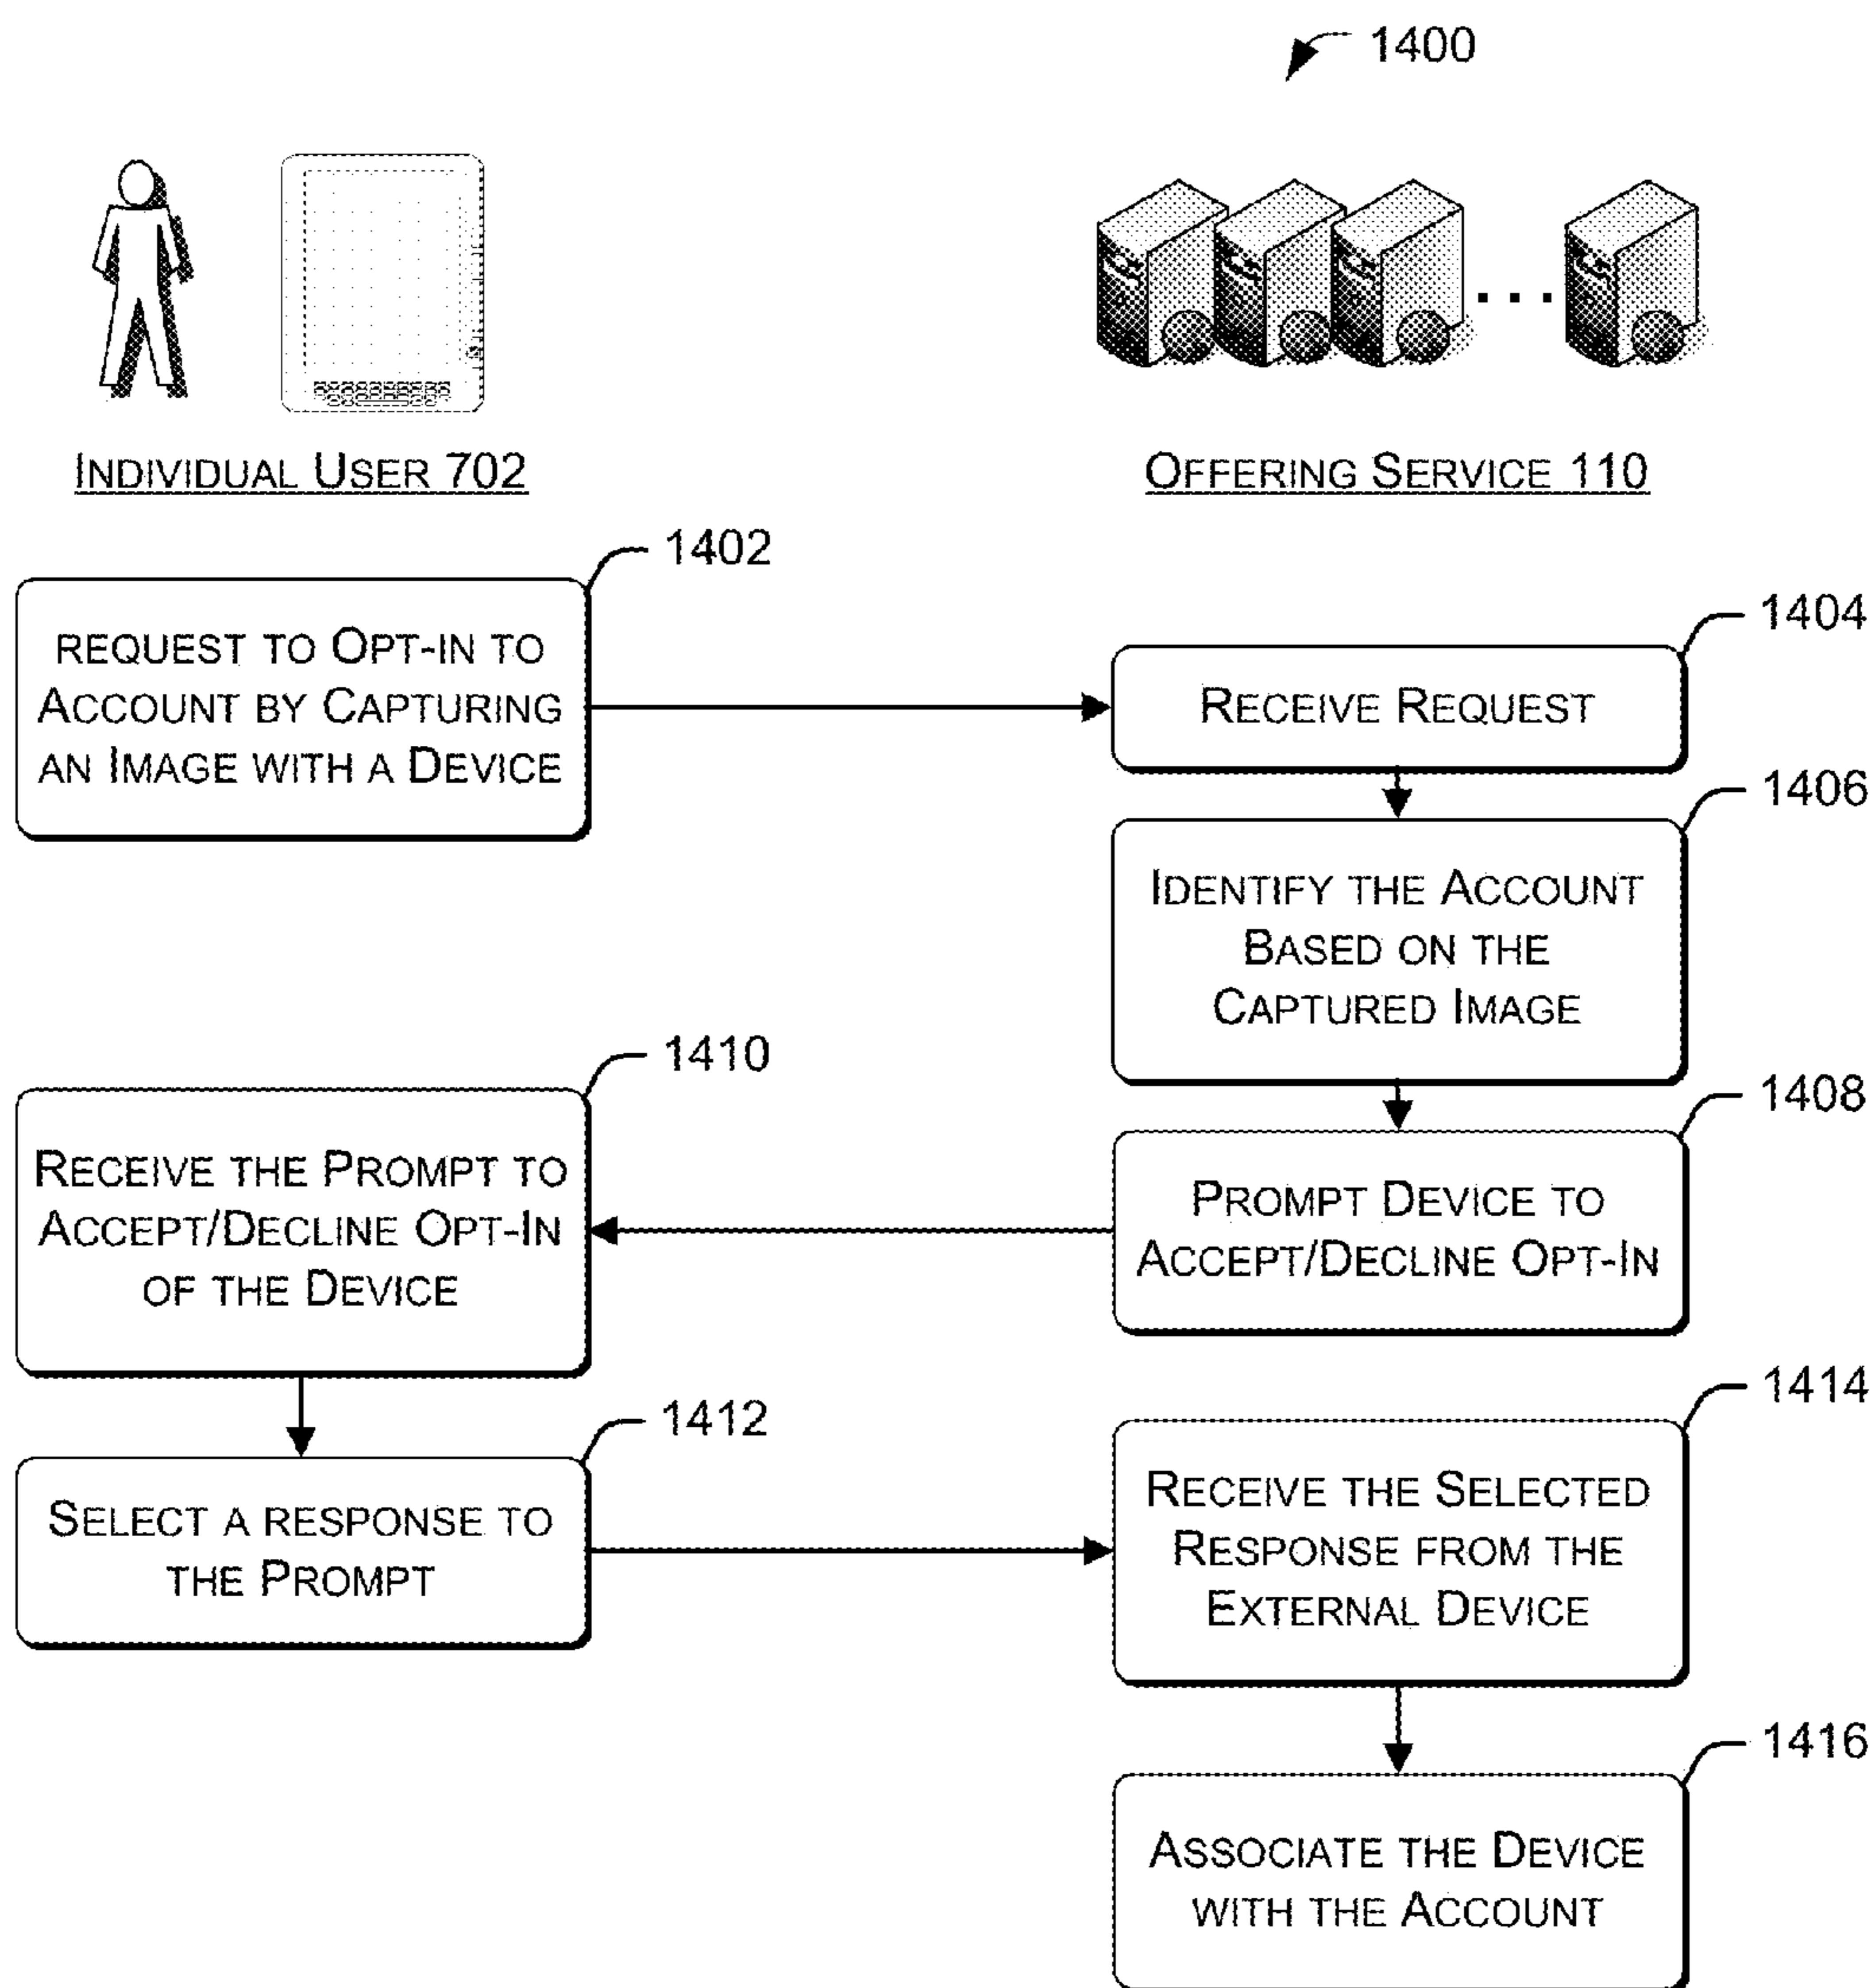 1400
INDIVIDUAL USER 702
OFFERING SERVICE 110
1402
REQUEST TO OPT-IN TO
ACCOUNT BY CAPTURING
AN IMAGE WITH A DEVICE
1404
RECEIVE REQUEST
1406
IDENTIFY THE ACCOUNT
BASED ON THE
CAPTURED IMAGE
1408
PROMPT DEVICE TO
ACCEPT/DECLINE OPT-IN
1410
RECEIVE THE PROMPT TO
ACCEPT/DECLINE OPT-IN
OF THE DEVICE
1412
SELECT A RESPONSE TO
THE PROMPT
1414
RECEIVE THE SELECTED
RESPONSE FROM THE
EXTERNAL DEVICE
1416
ASSOCIATE THE DEVICE
WITH THE ACCOUNT